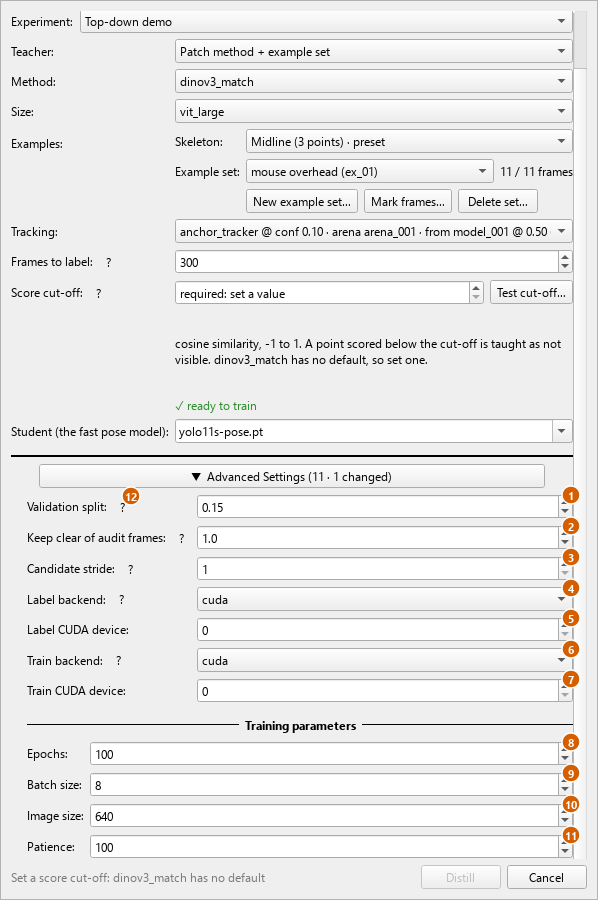 Experiment: Top-down demo
Teacher: Patch method + example set
Method: dinov3_match
Size: vit_large
Examples: Skeleton: Midline (3 points) · preset
Example set: mouse overhead (ex_01) 11 / 11 frames
New example set... Mark frames... Delete set...
Tracking: anchor_tracker @ conf 0.10 · arena arena_001 · from model_001 @ 0.50
Frames to label: ? 300
Score cut-off: ? required: set a value Test cut-off...
cosine similarity, -1 to 1. A point scored below the cut-off is taught as not
visible. dinov3_match has no default, so set one.
✓ ready to train
Student (the fast pose model): yolo11s-pose.pt
▼ Advanced Settings (11 · 1 changed)
Validation split: ? 12 0.15 1
Keep clear of audit frames: ? 1.0 2
Candidate stride: ? 1 3
Label backend: ? cuda 4
Label CUDA device: 0 5
Train backend: ? cuda 6
Train CUDA device: 0 7
Training parameters
Epochs: 100 8
Batch size: 8 9
Image size: 640 10
Patience: 100 11
Set a score cut-off: dinov3_match has no default Distill Cancel